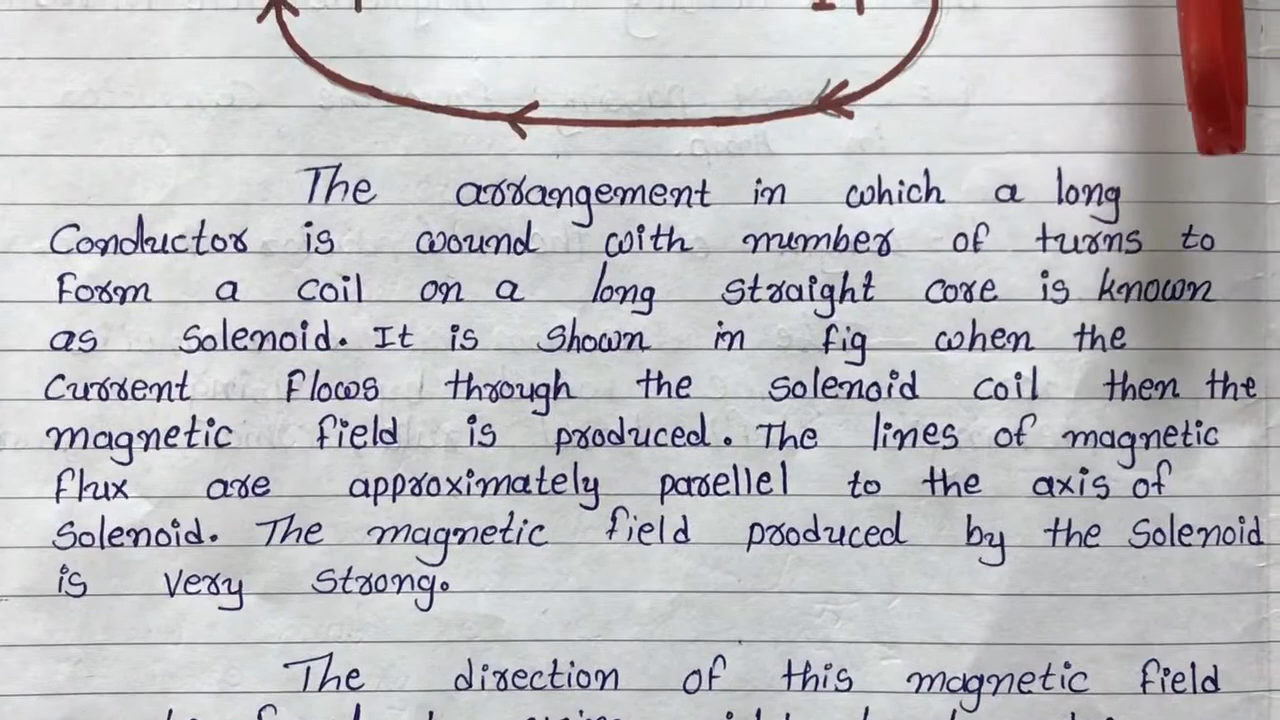 The arrangement in which a long
Conductor is wound with number of turns to
form a coil on a long straight core is known
as Solenoid. It is shown in fig when the
Current flows through the solenoid coil then the
magnetic field is produced. The lines of magnetic
flux are approximately parellel to the axis of
Solenoid. The magnetic field produced by the Solenoid
is very strong.
The direction of this magnetic field